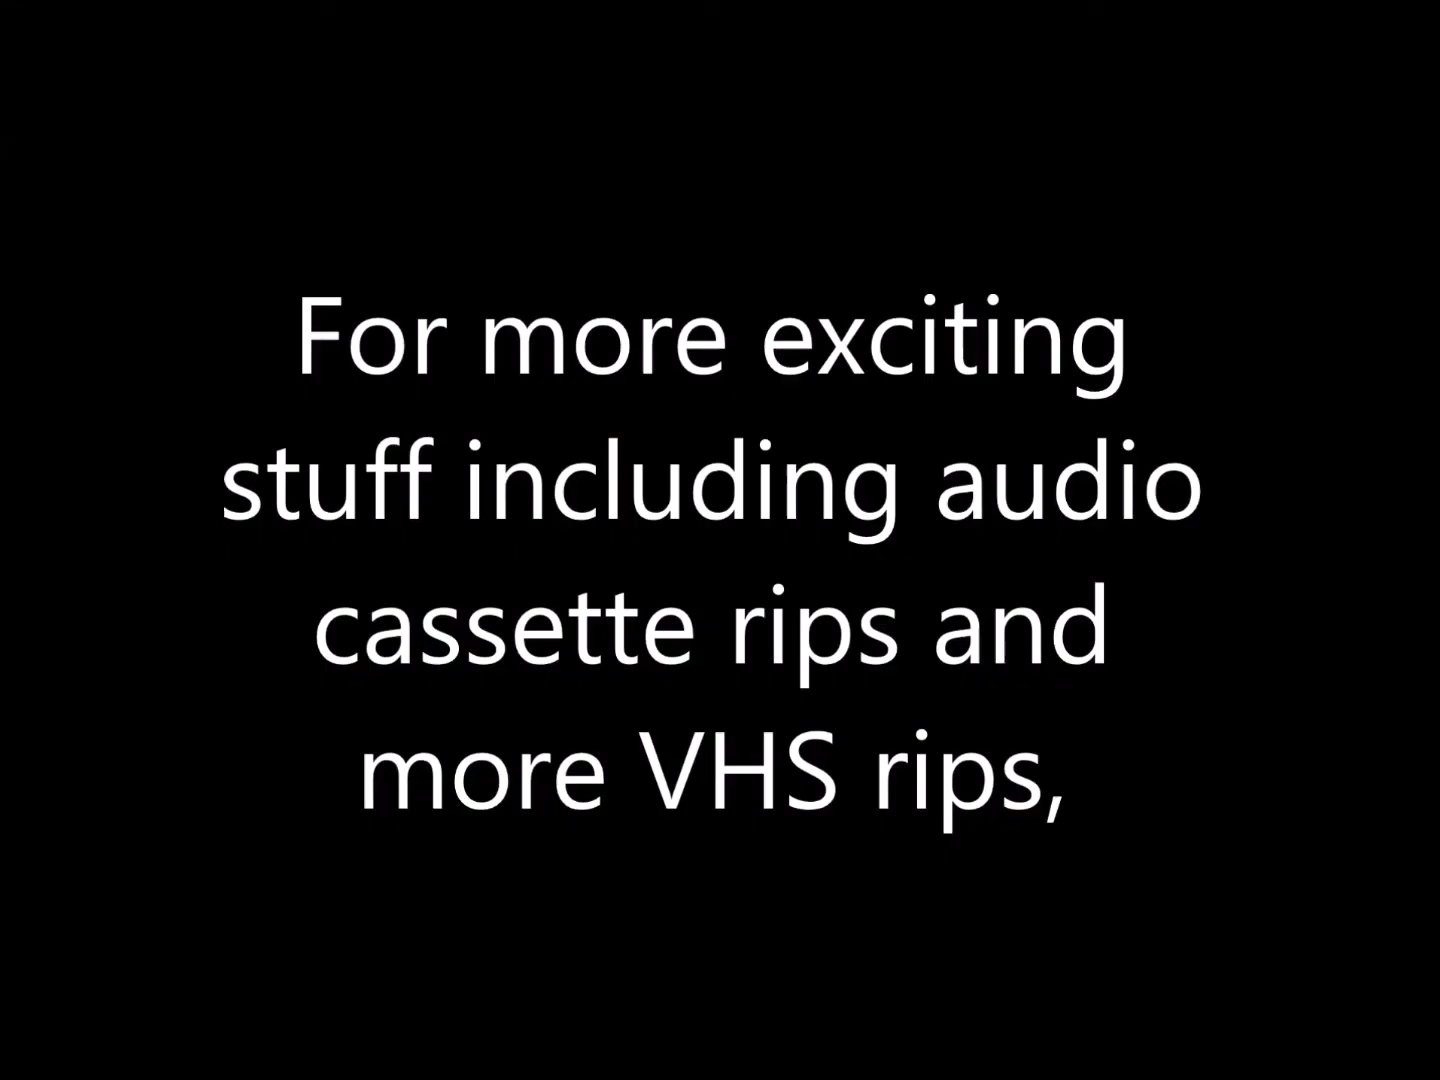 For more exciting
stuff including audio
cassette rips and
more VHS rips,